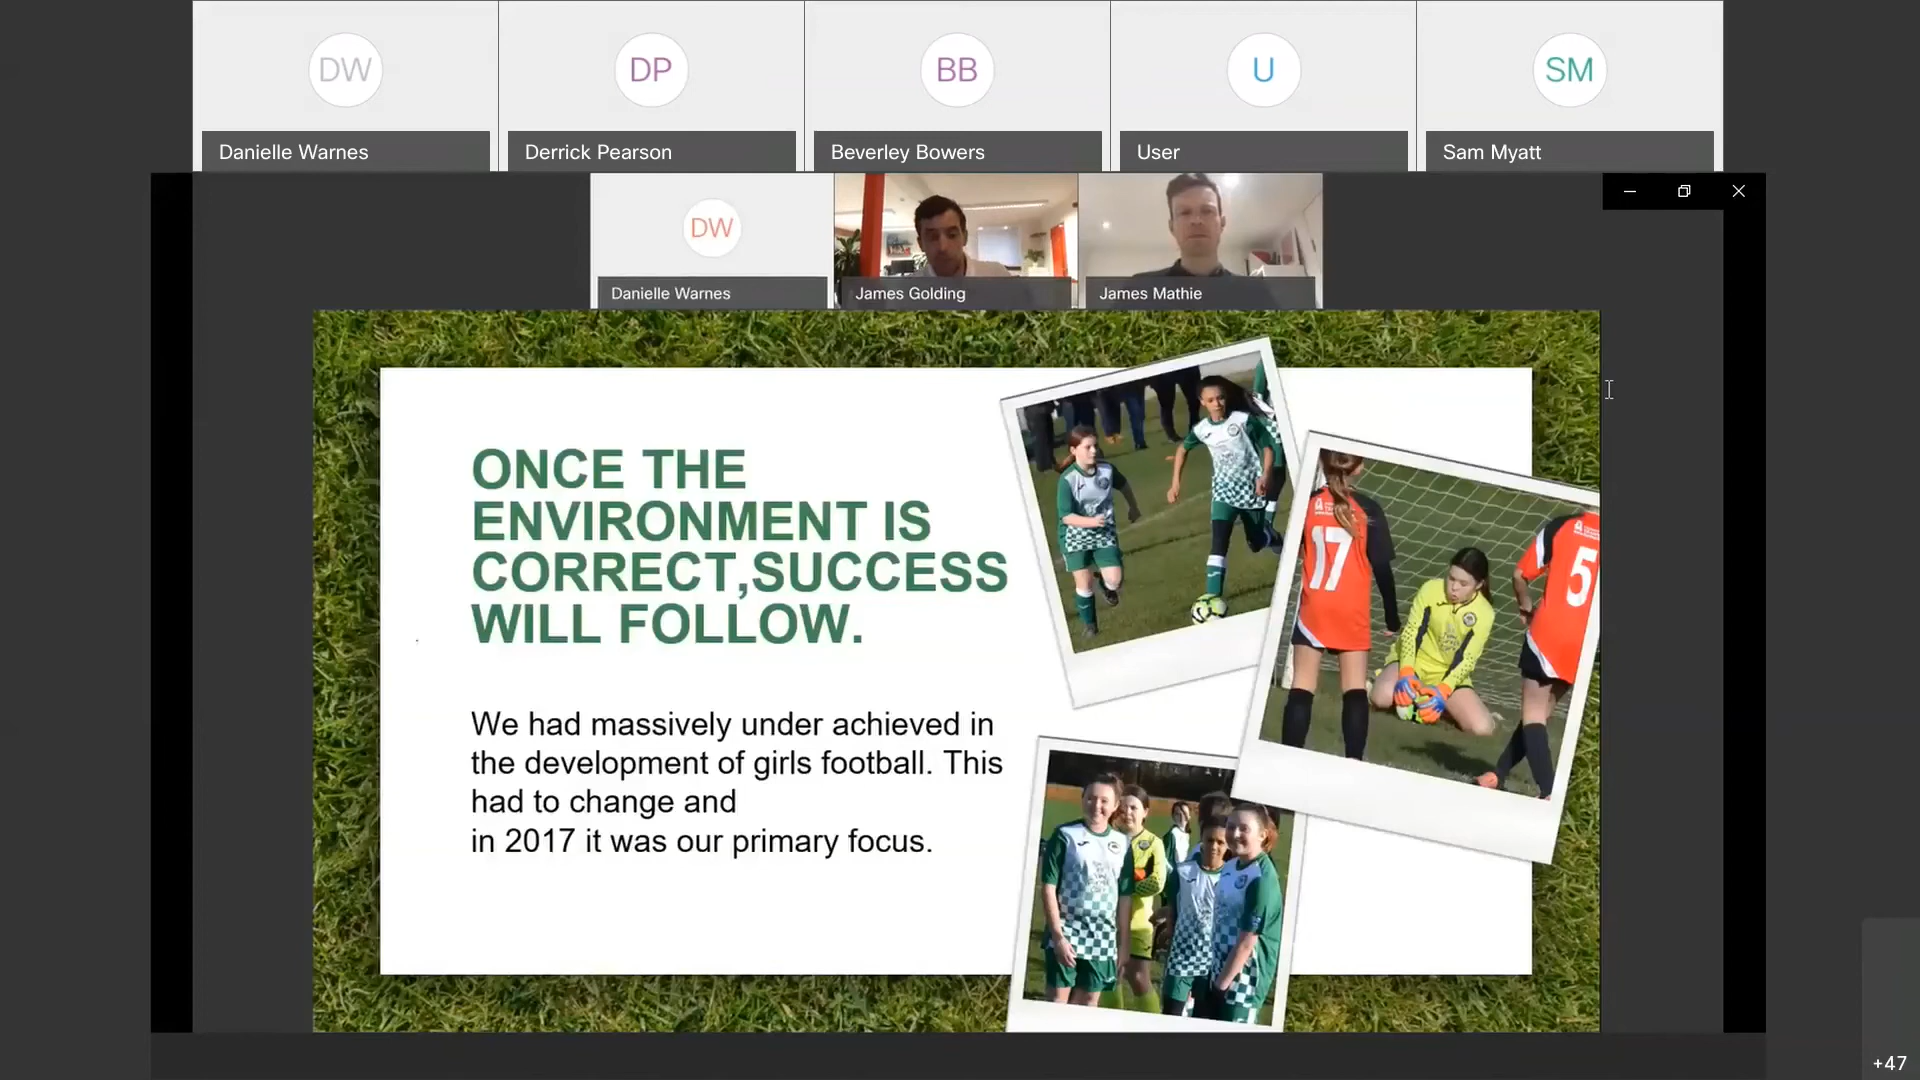 DW
DP
BB
U
SM
Danielle Warnes
Derrick Pearson
Beverley Bowers
User
Sam Myatt
DW
Danielle Warnes
James Golding
James Mathie
ONCE THE
ENVIRONMENT IS
CORRECT,SUCCESS
WILL FOLLOW.
We had massively under achieved in
the development of girls football. This
had to change and
in 2017 it was our primary focus.
17
5
+47